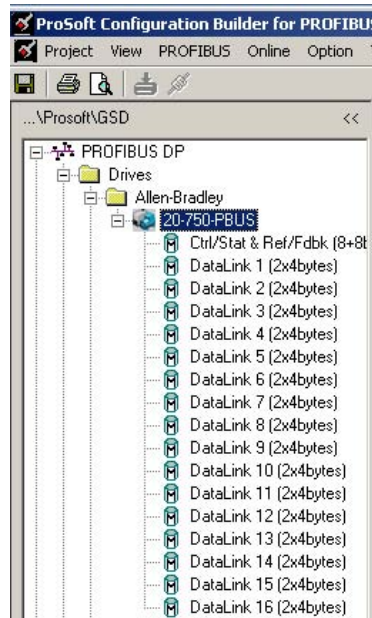 ProSoft Configuration Builder for PROFIBUS
Project View PROFIBUS Online Option
...\Prosoft\GSD <<
PROFIBUS DP
Drives
Allen-Bradley
20-750-PBUS
Ctrl/Stat & Ref/Fdbk (8+8b
DataLink 1 (2x4bytes)
DataLink 2 (2x4bytes)
DataLink 3 (2x4bytes)
DataLink 4 (2x4bytes)
DataLink 5 (2x4bytes)
DataLink 6 (2x4bytes)
DataLink 7 (2x4bytes)
DataLink 8 (2x4bytes)
DataLink 9 (2x4bytes)
DataLink 10 (2x4bytes)
DataLink 11 (2x4bytes)
DataLink 12 (2x4bytes)
DataLink 13 (2x4bytes)
DataLink 14 (2x4bytes)
DataLink 15 (2x4bytes)
DataLink 16 (2x4bytes)